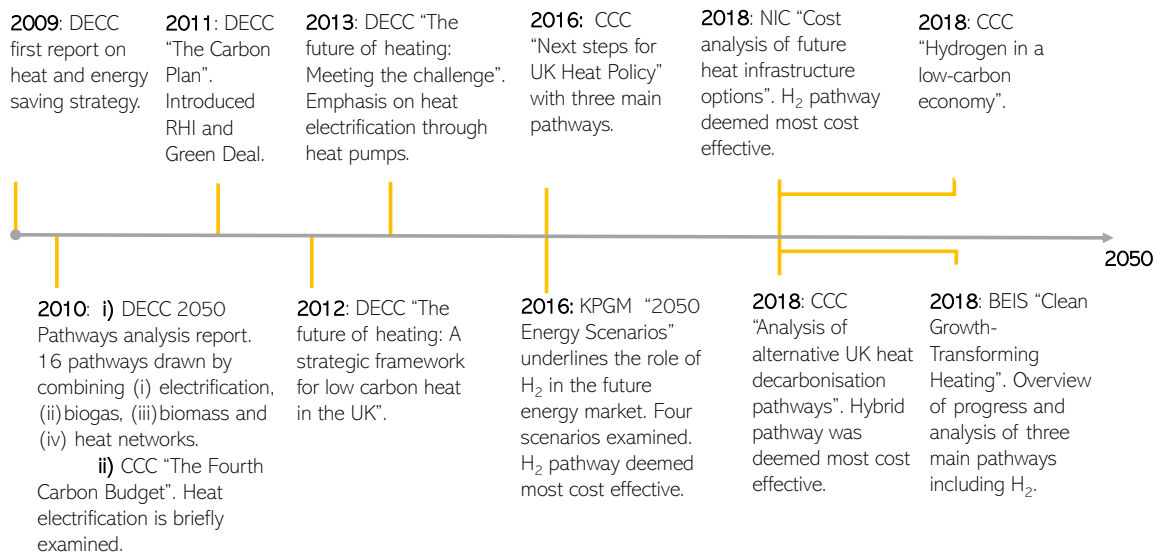 2009: DECC
first report on
heat and energy
saving strategy.
2011: DECC
“The Carbon
Plan”.
Introduced
RHI and
Green Deal.
2013: DECC “The
future of heating:
Meeting the challenge”.
Emphasis on heat
electrification through
heat pumps.
2016: CCC
“Next steps for
UK Heat Policy”
with three main
pathways.
2018: NIC “Cost
analysis of future
heat infrastructure
options”. H₂ pathway
deemed most cost
effective.
2018: CCC
“Hydrogen in a
low-carbon
economy”.
2050
2010: i) DECC 2050
Pathways analysis report.
16 pathways drawn by
combining (i) electrification,
(ii) biogas, (iii) biomass and
(iv) heat networks.
ii) CCC “The Fourth
Carbon Budget”. Heat
electrification is briefly
examined.
2012: DECC “The
future of heating: A
strategic framework
for low carbon heat
in the UK”.
2016: KPGM “2050
Energy Scenarios”
underlines the role of
H₂ in the future
energy market. Four
scenarios examined.
H₂ pathway deemed
most cost effective.
2018: CCC
“Analysis of
alternative UK heat
decarbonisation
pathways”. Hybrid
pathway was
deemed most cost
effective.
2018: BEIS “Clean
Growth-
Transforming
Heating”. Overview
of progress and
analysis of three
main pathways
including H₂.